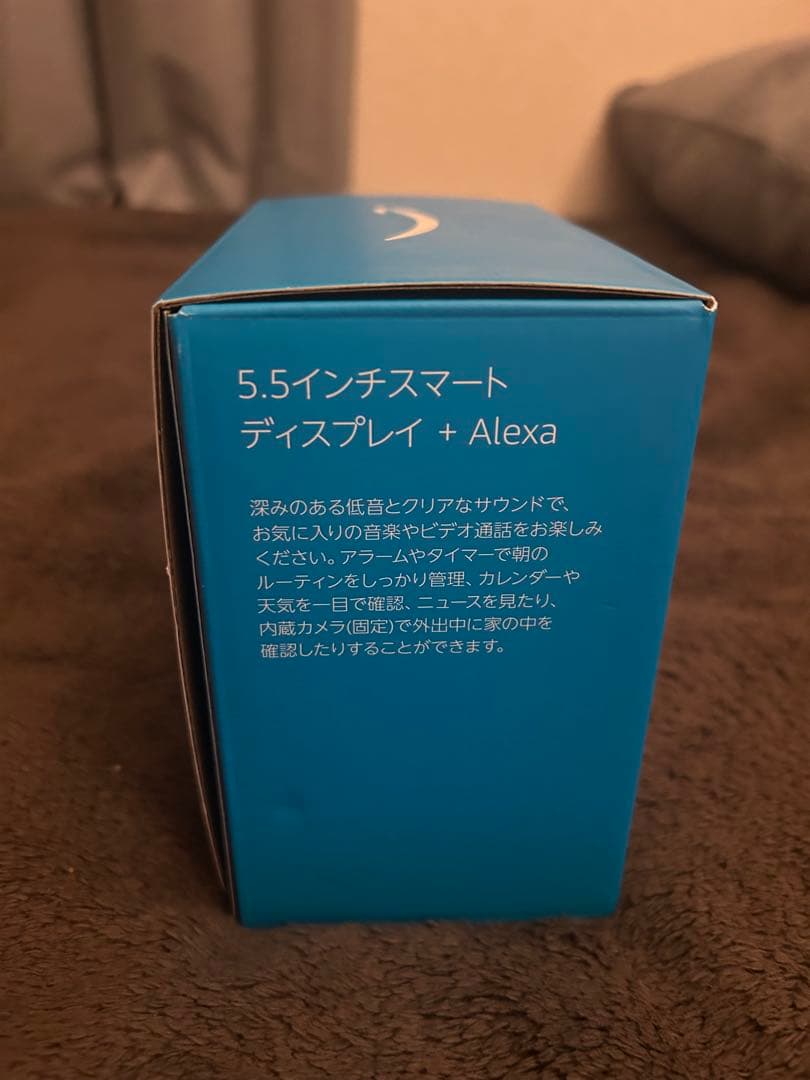 5.5インチスマート
ディスプレイ + Alexa
深みのある低音とクリアなサウンドで、
お気に入りの音楽やビデオ通話をお楽しみ
ください。アラームやタイマーで朝の
ルーティンをしっかり管理、カレンダーや
天気を一目で確認、ニュースを見たり、
内蔵カメラ(固定)で外出中に家の中を
確認したりすることができます。